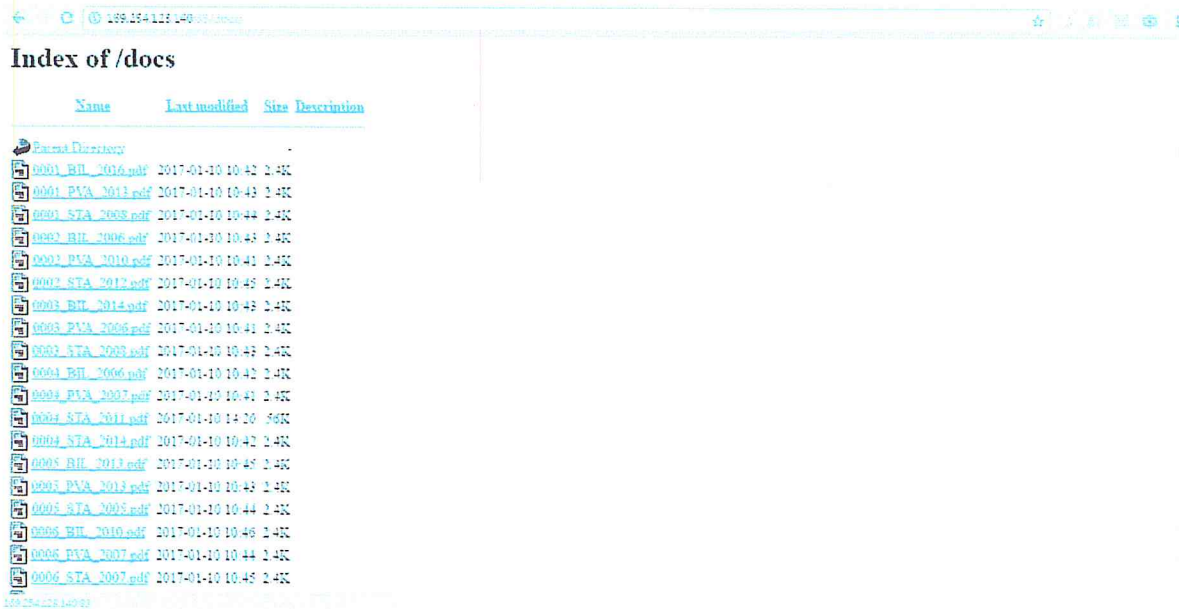 Index of /docs
Name Last modified Size Description
Parent Directory -
0001_BIL_2016.pdf 2017-01-10 10:42 2.4K
0001_PVA_2013.pdf 2017-01-10 10:43 2.4K
0001_STA_2008.pdf 2017-01-10 10:44 2.4K
0002_BIL_2006.pdf 2017-01-10 10:43 2.4K
0002_PVA_2010.pdf 2017-01-10 10:41 2.4K
0002_STA_2012.pdf 2017-01-10 10:45 2.4K
0003_BIL_2014.pdf 2017-01-10 10:43 2.4K
0003_PVA_2006.pdf 2017-01-10 10:41 2.4K
0003_STA_2008.pdf 2017-01-10 10:43 2.4K
0004_BIL_2006.pdf 2017-01-10 10:42 2.4K
0004_PVA_2007.pdf 2017-01-10 10:41 2.4K
0004_STA_2011.pdf 2017-01-10 14:20 56K
0004_STA_2014.pdf 2017-01-10 10:42 2.4K
0005_BIL_2013.pdf 2017-01-10 10:45 2.4K
0005_PVA_2013.pdf 2017-01-10 10:43 2.4K
0005_STA_2005.pdf 2017-01-10 10:44 2.4K
0006_BIL_2010.pdf 2017-01-10 10:46 2.4K
0006_PVA_2007.pdf 2017-01-10 10:44 2.4K
0006_STA_2007.pdf 2017-01-10 10:45 2.4K